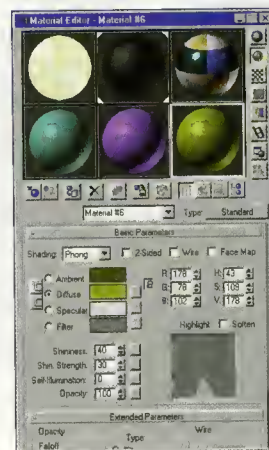 Material Editor - Material #6
Material #6 Type: Standard
Basic Parameters
Shading: Phong 2-Sided Wire Face Map
Ambient R: 178 H: 43
Diffuse G: 78 S: 109
Specular B: 102 V: 178
Filter Highlight Soften
Shininess: 40
Shin. Strength: 30
Self-Illumination: 0
Opacity: 100
Extended Parameters
Opacity Type Wire
Falloff